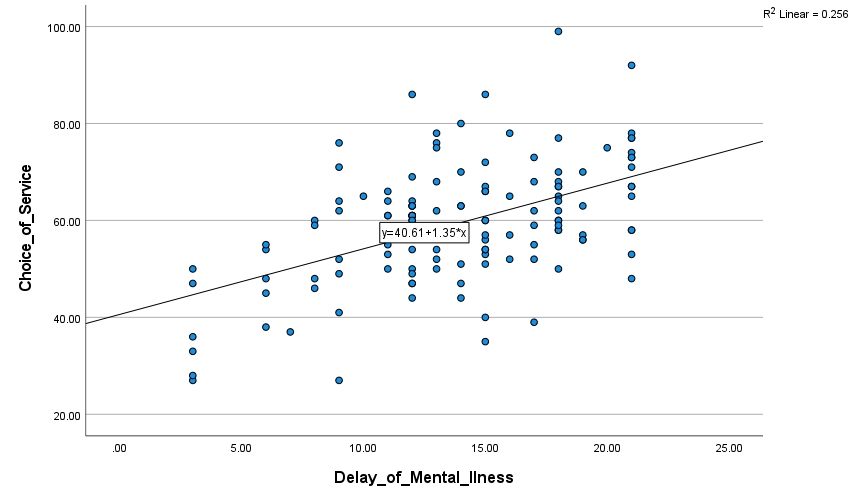 R2 Linear = 0.256
100.00
80.00
60.00
40.00
20.00
Choice_of_Service
y=40.61+1.35*x
.00 5.00 10.00 15.00 20.00 25.00
Delay_of_Mental_Ilness